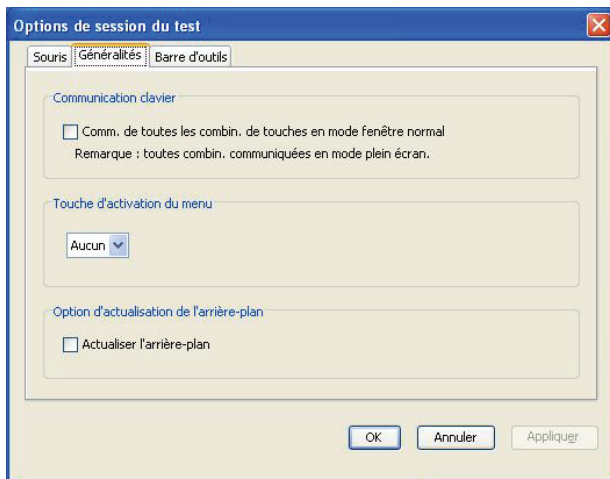 Options de session du test
Souris Généralités Barre d'outils
Communication clavier
Comm. de toutes les combin. de touches en mode fenêtre normal
Remarque : toutes combin. communiquées en mode plein écran.
Touche d'activation du menu
Aucun
Option d'actualisation de l'arrière-plan
Actualiser l'arrière-plan
OK Annuler Appliquer